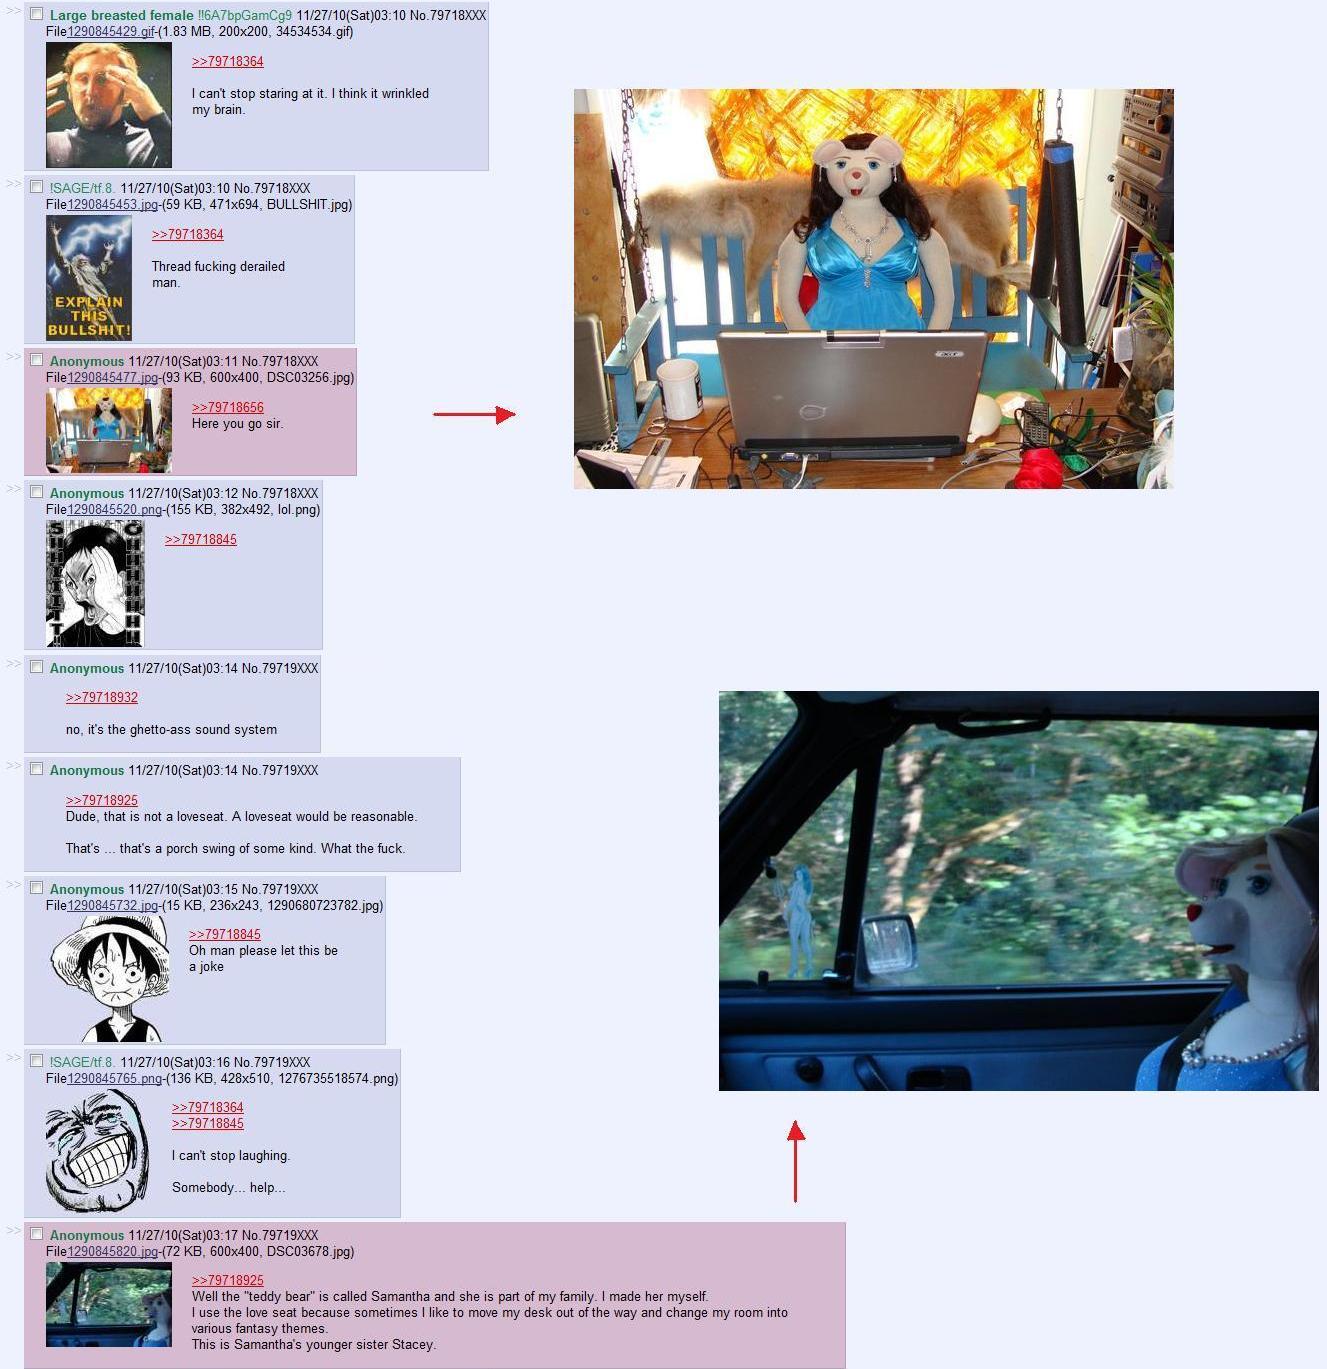 >> Large breasted female !!6A7bpGamCg9 11/27/10(Sat)03:10 No.79718XXX
File1290845429.gif-(1.83 MB, 200x200, 34534534.gif)
>>79718364
I can't stop staring at it. I think it wrinkled
my brain.
>> !SAGE/tf.8. 11/27/10(Sat)03:10 No.79718XXX
File1290845453.jpg-(59 KB, 471x694, BULLSHIT.jpg)
>>79718364
Thread fucking derailed
man.
EXPLAIN
THIS
BULLSHIT!
>> Anonymous 11/27/10(Sat)03:11 No.79718XXX
File1290845477.jpg-(93 KB, 600x400, DSC03256.jpg)
>>79718656
Here you go sir.
acer
>> Anonymous 11/27/10(Sat)03:12 No.79718XXX
File1290845520.png-(155 KB, 382x492, lol.png)
>>79718845
>> Anonymous 11/27/10(Sat)03:14 No.79719XXX
>>79718932
no, it's the ghetto-ass sound system
>> Anonymous 11/27/10(Sat)03:14 No.79719XXX
>>79718925
Dude, that is not a loveseat. A loveseat would be reasonable.
That's ... that's a porch swing of some kind. What the fuck.
>> Anonymous 11/27/10(Sat)03:15 No.79719XXX
File1290845732.jpg-(15 KB, 236x243, 1290680723782.jpg)
>>79718845
Oh man please let this be
a joke
>> !SAGE/tf.8. 11/27/10(Sat)03:16 No.79719XXX
File1290845765.png-(136 KB, 428x510, 1276735518574.png)
>>79718364
>>79718845
I can't stop laughing.
Somebody... help...
>> Anonymous 11/27/10(Sat)03:17 No.79719XXX
File1290845820.jpg-(72 KB, 600x400, DSC03678.jpg)
>>79718925
Well the "teddy bear" is called Samantha and she is part of my family. I made her myself.
I use the love seat because sometimes I like to move my desk out of the way and change my room into
various fantasy themes.
This is Samantha's younger sister Stacey.